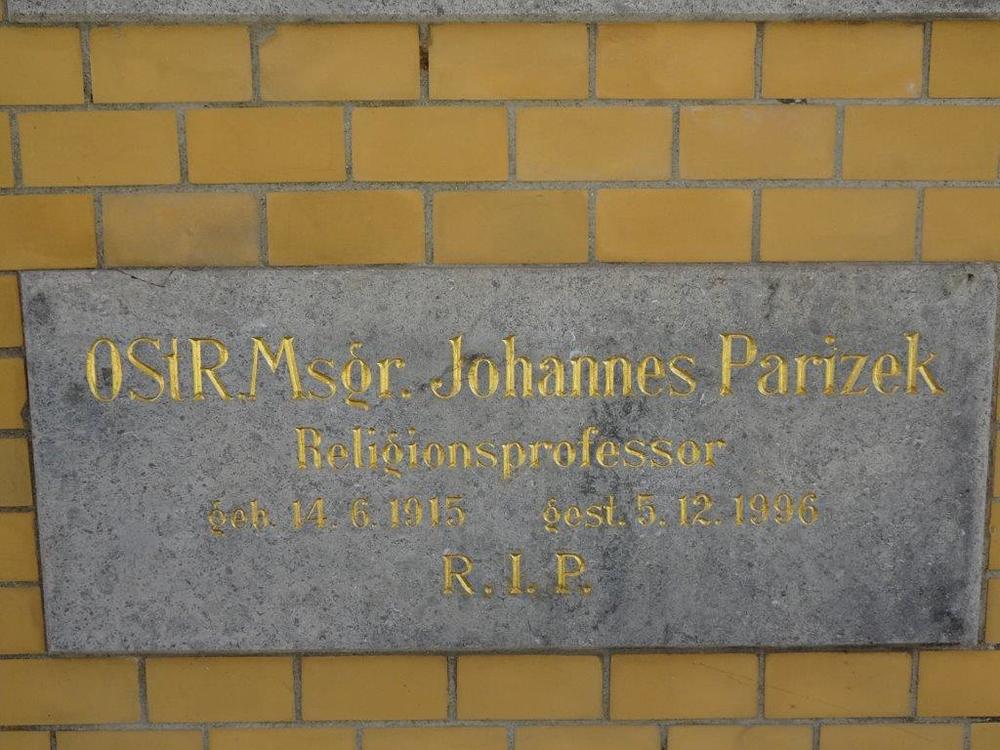 OStR. Msgr. Johannes Parizek
Religionsprofessor
geb. 14. 6. 1915 gest. 5. 12. 1996
R. I. P.